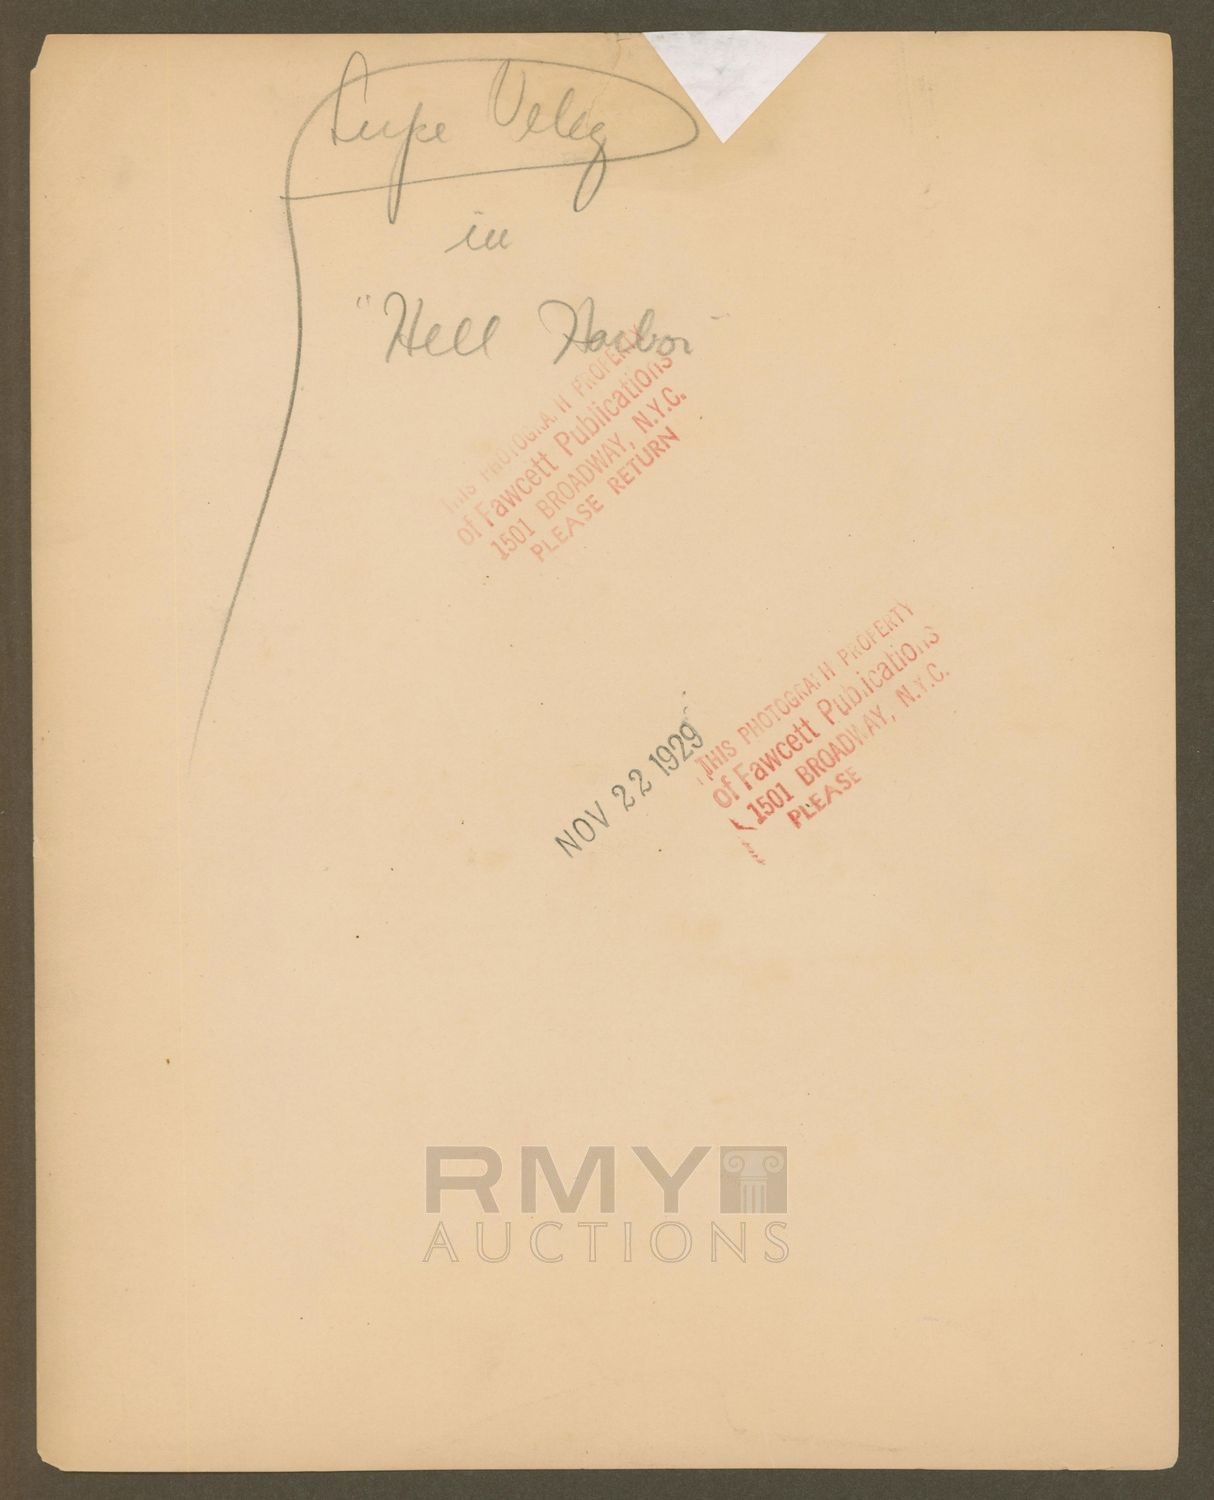 Lupe Velez
in
"Hell Harbor"
THIS PHOTOGRAPH PROPERTY
of Fawcett Publications
1501 BROADWAY, N.Y.C.
PLEASE RETURN
NOV 22 1929
THIS PHOTOGRAPH PROPERTY
of Fawcett Publications
1501 BROADWAY, N.Y.C.
PLEASE
RMY
AUCTIONS